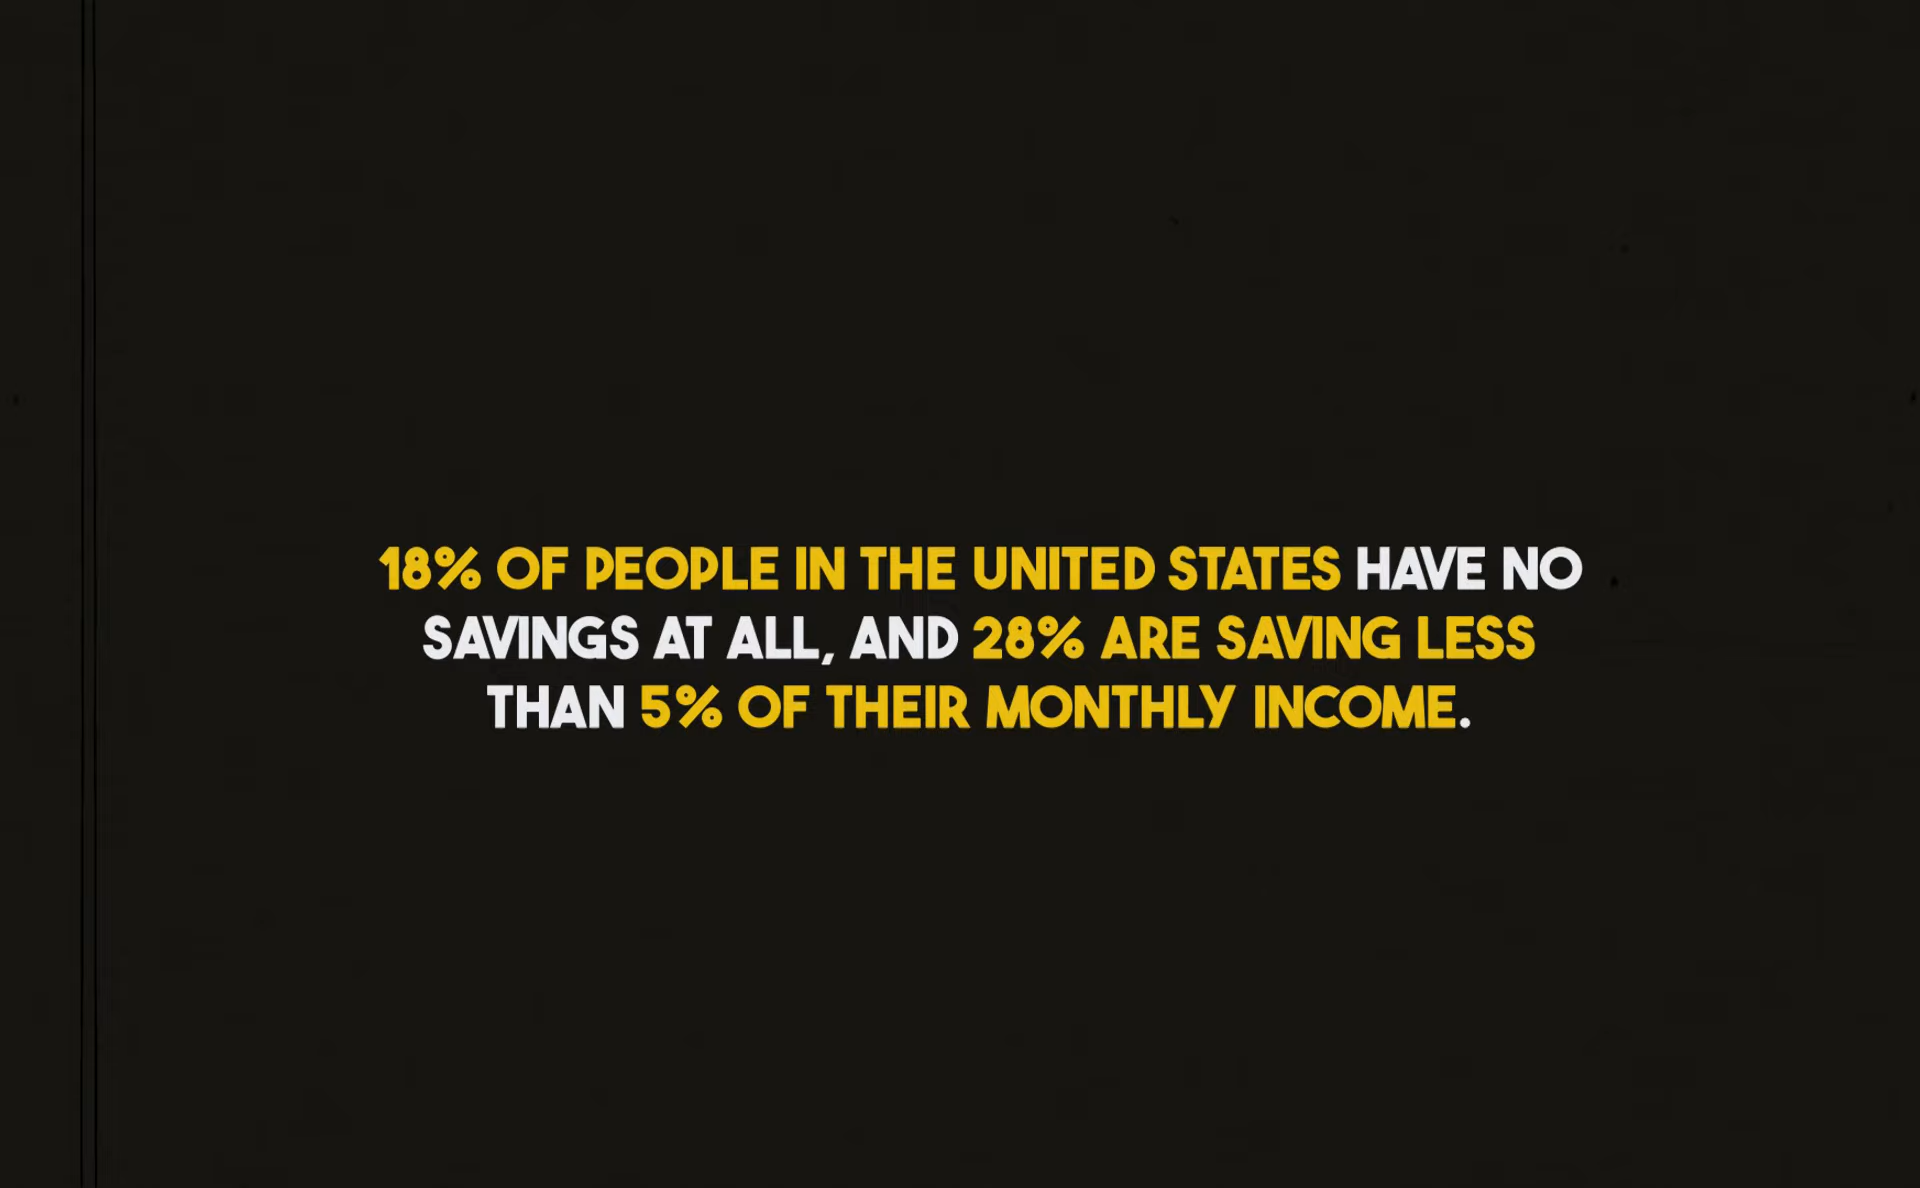 18% OF PEOPLE IN THE UNITED STATES HAVE NO
SAVINGS AT ALL, AND 28% ARE SAVING LESS
THAN 5% OF THEIR MONTHLY INCOME.